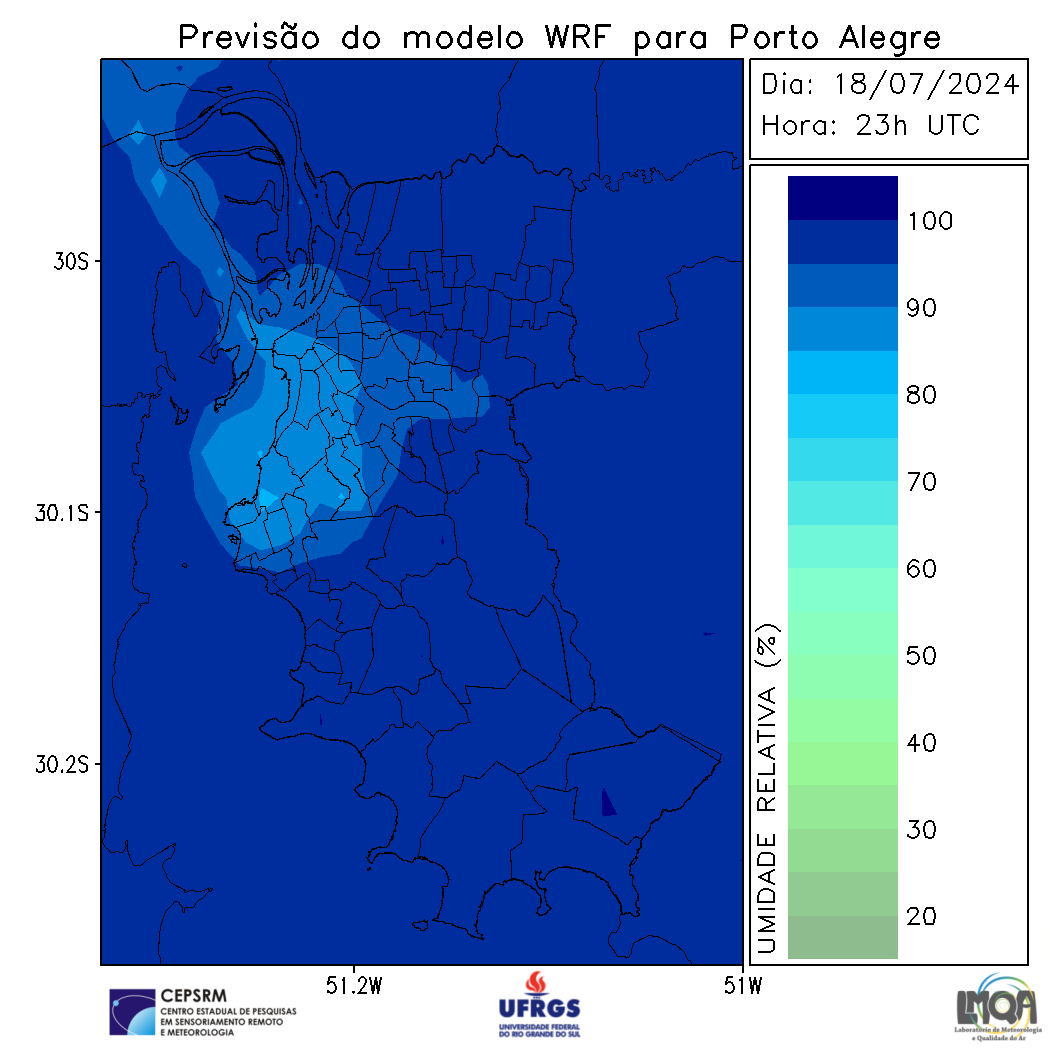 Previsão do modelo WRF para Porto Alegre
Dia: 18/07/2024
Hora: 23h UTC
30S
30.1S
30.2S
51.2W
51W
100
90
80
70
60
50
40
30
20
UMIDADE RELATIVA (%)
CEPSRM
CENTRO ESTADUAL DE PESQUISAS
EM SENSORIAMENTO REMOTO
E METEOROLOGIA
UFRGS
UNIVERSIDADE FEDERAL
DO RIO GRANDE DO SUL
LMQA
Laboratório de Meteorologia
e Qualidade do Ar